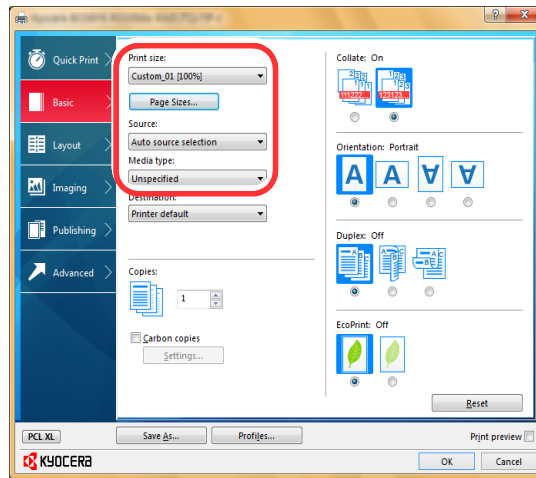 Quick Print
Basic
Layout
Imaging
Publishing
Advanced
Print size:
Custom_01 [100%]
Page Sizes...
Source:
Auto source selection
Media type:
Unspecified
Destination:
Printer default
Copies:
1
Carbon copies
Settings...
Collate: On
111222...
123123...
Orientation: Portrait
A A A A
Duplex: Off
A B C A B C A B C
EcoPrint: Off
Reset
PCL XL
Save As...
Profiles...
Print preview
KYOCERA
OK
Cancel